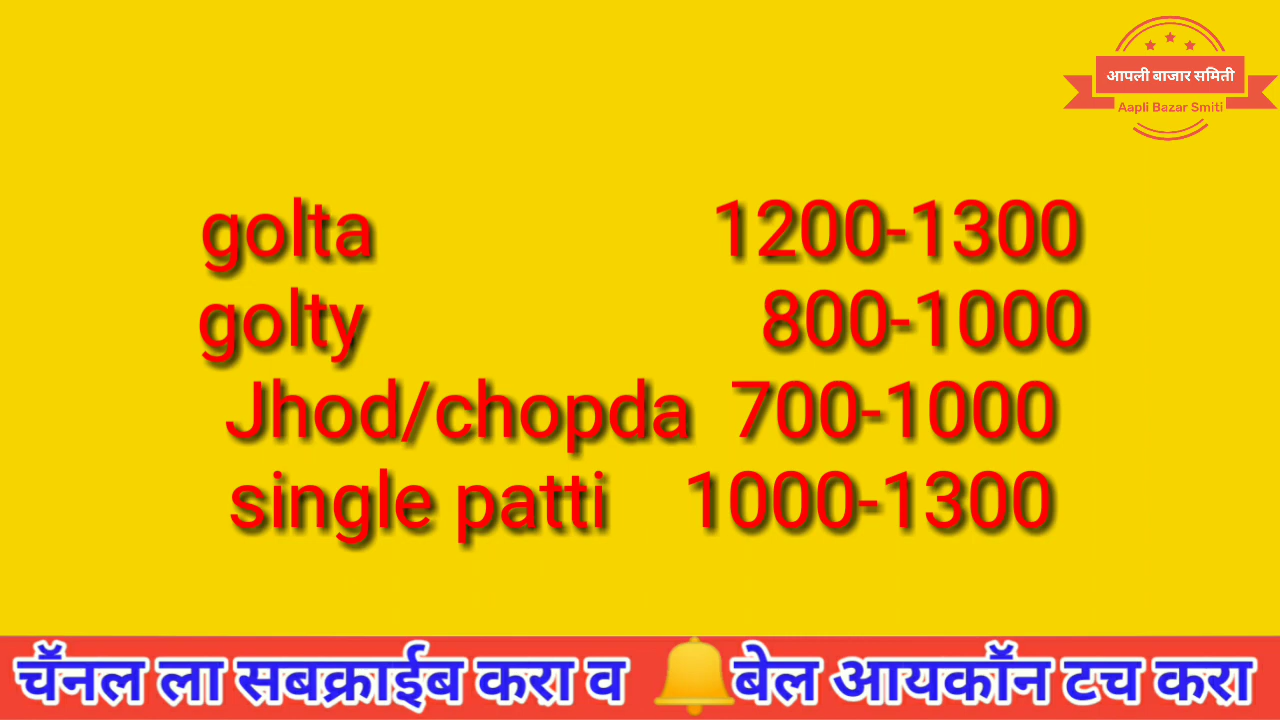 आपली बाजार समिती
Aapli Bazar Smiti
golta 1200-1300
golty 800-1000
Jhod/chopda 700-1000
single patti 1000-1300
चॅनल ला सबक्राईब करा व बेल आयकॉन टच करा